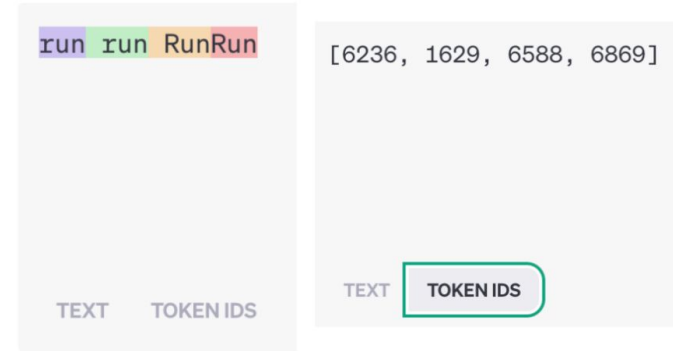 run run RunRun
TEXT TOKEN IDS
[6236, 1629, 6588, 6869]
TEXT TOKEN IDS